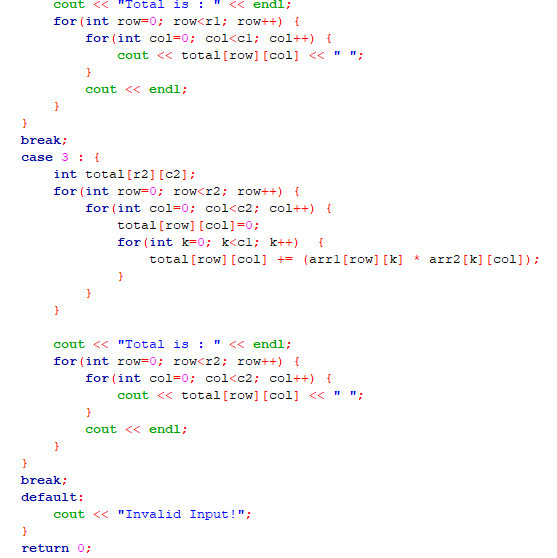 cout << "Total is : " << endl;
for(int row=0; row<r1; row++) {
for(int col=0; col<c1; col++) {
cout << total[row][col] << " ";
}
cout << endl;
}
}
break;
case 3 : {
int total[r2][c2];
for(int row=0; row<r2; row++) {
for(int col=0; col<c2; col++) {
total[row][col]=0;
for(int k=0; k<c1; k++)  {
total[row][col] += (arr1[row][k] * arr2[k][col]);
}
}
}
cout << "Total is : " << endl;
for(int row=0; row<r2; row++) {
for(int col=0; col<c2; col++) {
cout << total[row][col] << " ";
}
cout << endl;
}
}
break;
default:
cout << "Invalid Input!";
}
return 0;